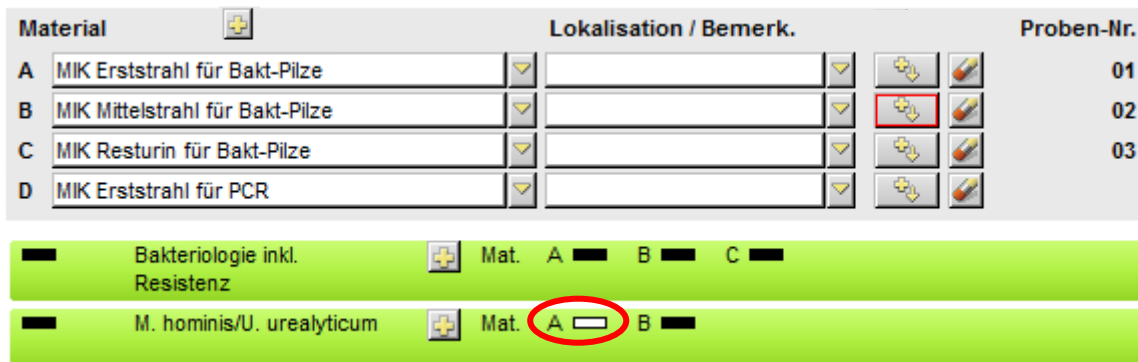 Material Lokalisation / Bemerk. Proben-Nr.
A MIK Erststrahl für Bakt-Pilze 01
B MIK Mittelstrahl für Bakt-Pilze 02
C MIK Resturin für Bakt-Pilze 03
D MIK Erststrahl für PCR
Bakteriologie inkl. Mat. A B C
Resistenz
M. hominis/U. urealyticum Mat. A B